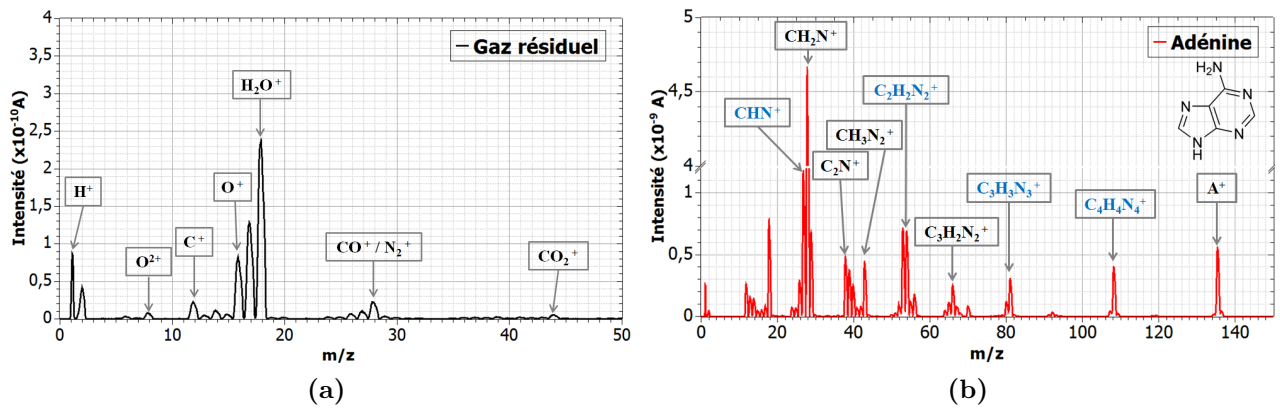 4
3,5
3
2,5
2
1,5
1
0,5
0
Intensité (x10⁻¹⁰A)
0 10 20 30 40 50
m/z
Gaz résiduel
H⁺
O²⁺
C⁺
O⁺
H₂O⁺
CO⁺ / N₂⁺
CO₂⁺
(a)
5
4,5
4
1
0,5
0
Intensité (x10⁻⁹ A)
0 20 40 60 80 100 120 140
m/z
Adénine
H₂N
N
N
N
N
H
CHN⁺
CH₂N⁺
C₂N⁺
CH₃N₂⁺
C₂H₂N₂⁺
C₃H₂N₂⁺
C₃H₃N₃⁺
C₄H₄N₄⁺
A⁺
(b)